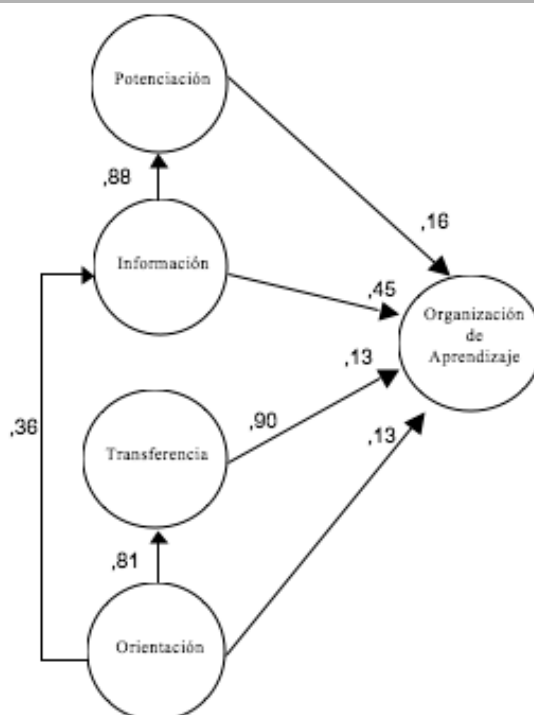 Potenciación
,88
,16
Información
,45
Organización
de
Aprendizaje
,13
,36
,90
Transferencia
,13
,81
Orientación